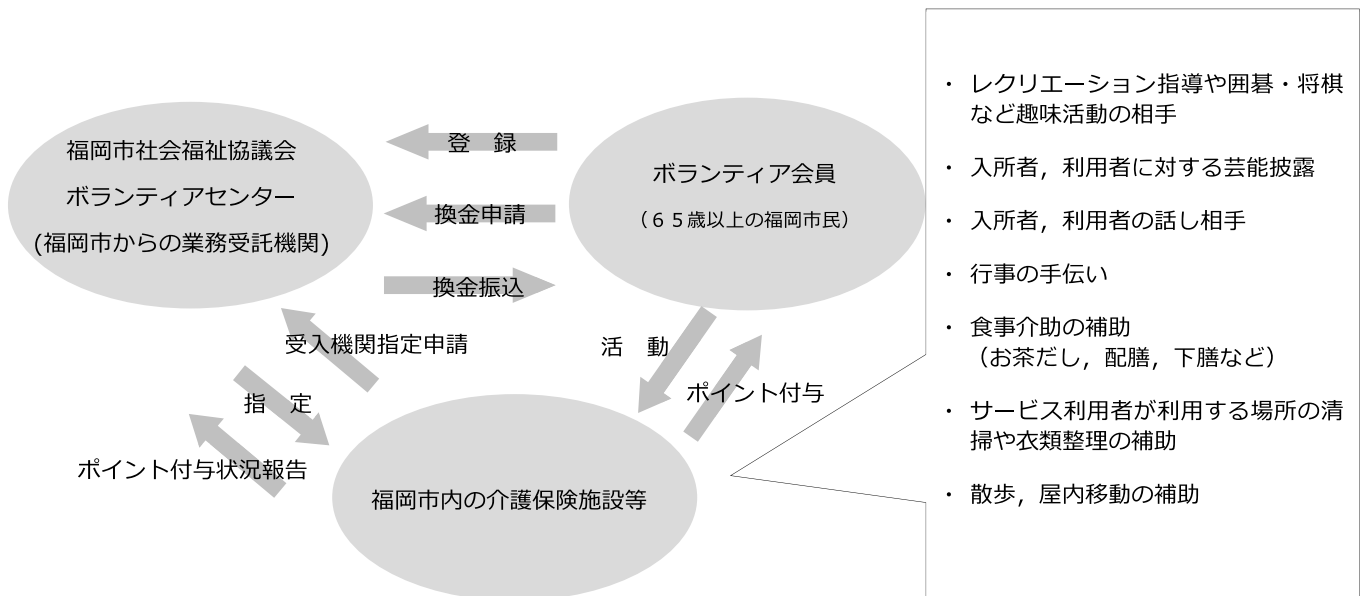 福岡市社会福祉協議会
ボランティアセンター
(福岡市からの業務受託機関)
登　録
換金申請
換金振込
ボランティア会員
（６５歳以上の福岡市民）
受入機関指定申請
指　定
ポイント付与状況報告
活　動
ポイント付与
福岡市内の介護保険施設等
・ レクリエーション指導や囲碁・将棋
など趣味活動の相手
・ 入所者，利用者に対する芸能披露
・ 入所者，利用者の話し相手
・ 行事の手伝い
・ 食事介助の補助
（お茶だし，配膳，下膳など）
・ サービス利用者が利用する場所の清
掃や衣類整理の補助
・ 散歩，屋内移動の補助